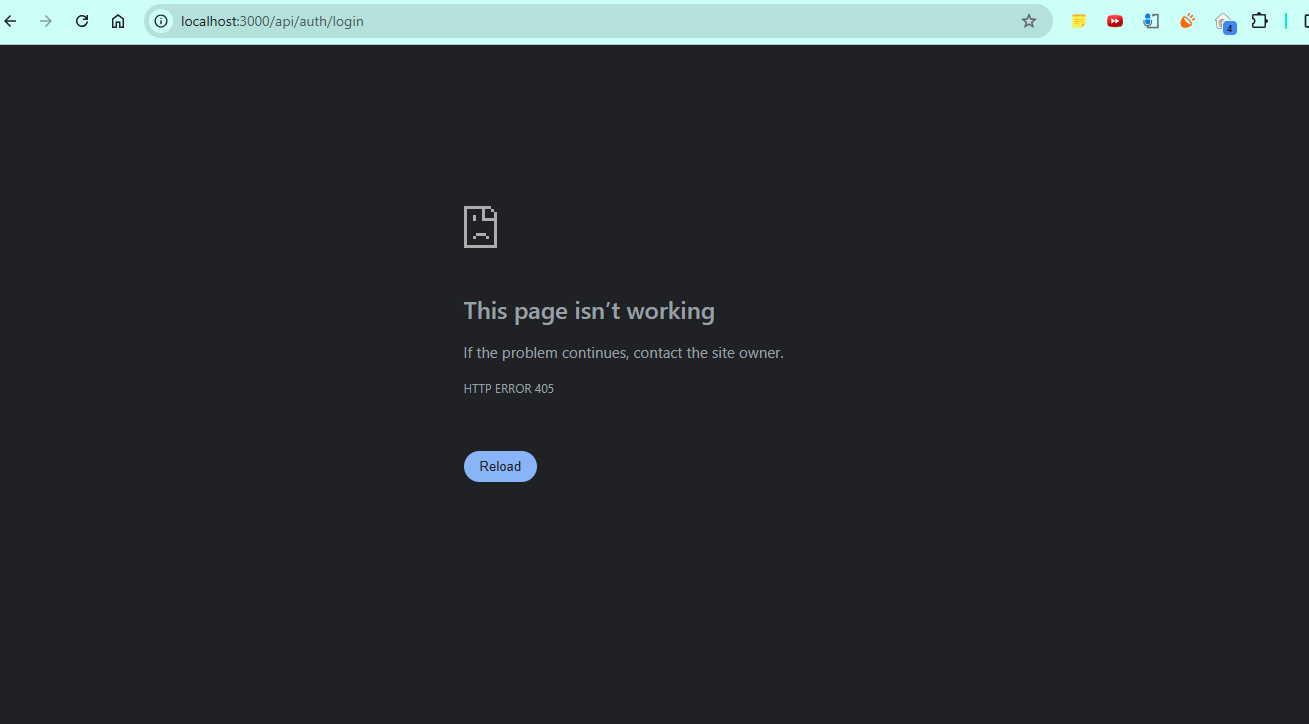 localhost:3000/api/auth/login
4
This page isn’t working
If the problem continues, contact the site owner.
HTTP ERROR 405
Reload